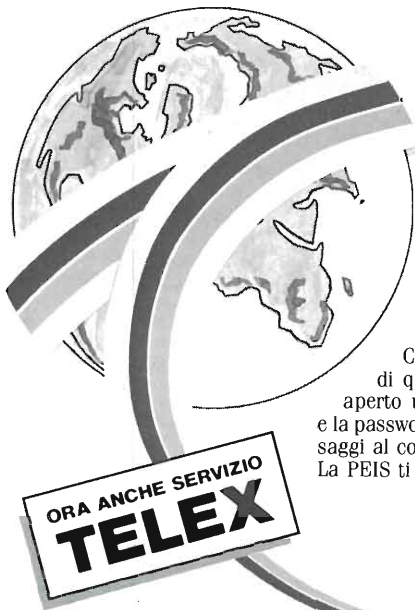 C
di q
aperto u
e la passwo
saggi al co
La PEIS ti
ORA ANCHE SERVIZIO
TELEX